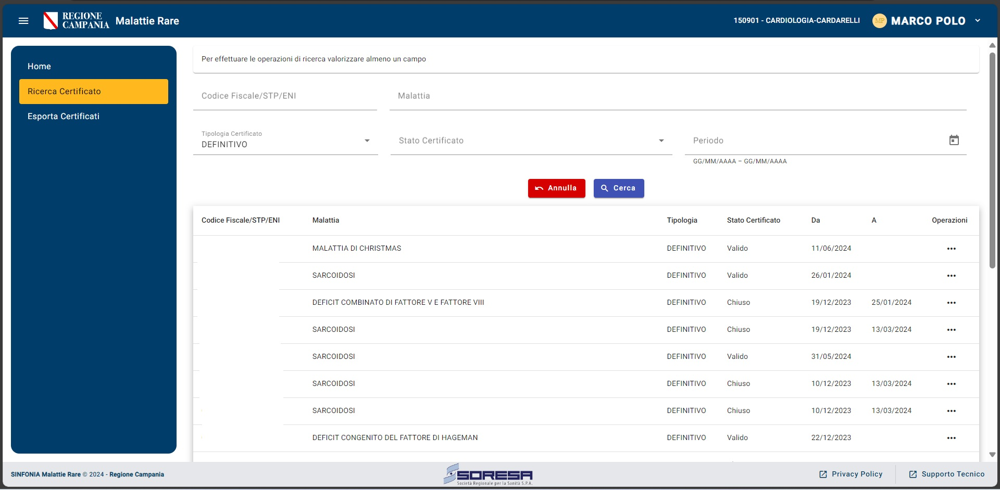 REGIONE
CAMPANIA
Malattie Rare
150901 - CARDIOLOGIA-CARDARELLI
MP
MARCO POLO
Home
Ricerca Certificato
Esporta Certificati
Per effettuare le operazioni di ricerca valorizzare almeno un campo
Codice Fiscale/STP/ENI
Malattia
Tipologia Certificato
DEFINITIVO
Stato Certificato
Periodo
GG/MM/AAAA – GG/MM/AAAA
Annulla
Cerca
Codice Fiscale/STP/ENI Malattia Tipologia Stato Certificato Da A Operazioni
MALATTIA DI CHRISTMAS DEFINITIVO Valido 11/06/2024
SARCOIDOSI DEFINITIVO Valido 26/01/2024
DEFICIT COMBINATO DI FATTORE V E FATTORE VIII DEFINITIVO Chiuso 19/12/2023 25/01/2024
SARCOIDOSI DEFINITIVO Chiuso 19/12/2023 13/03/2024
SARCOIDOSI DEFINITIVO Valido 31/05/2024
SARCOIDOSI DEFINITIVO Chiuso 10/12/2023 13/03/2024
SARCOIDOSI DEFINITIVO Chiuso 10/12/2023 13/03/2024
DEFICIT CONGENITO DEL FATTORE DI HAGEMAN DEFINITIVO Valido 22/12/2023
SINFONIA Malattie Rare © 2024 - Regione Campania
SORESA
Società Regionale per la Sanità S.P.A.
Privacy Policy
Supporto Tecnico